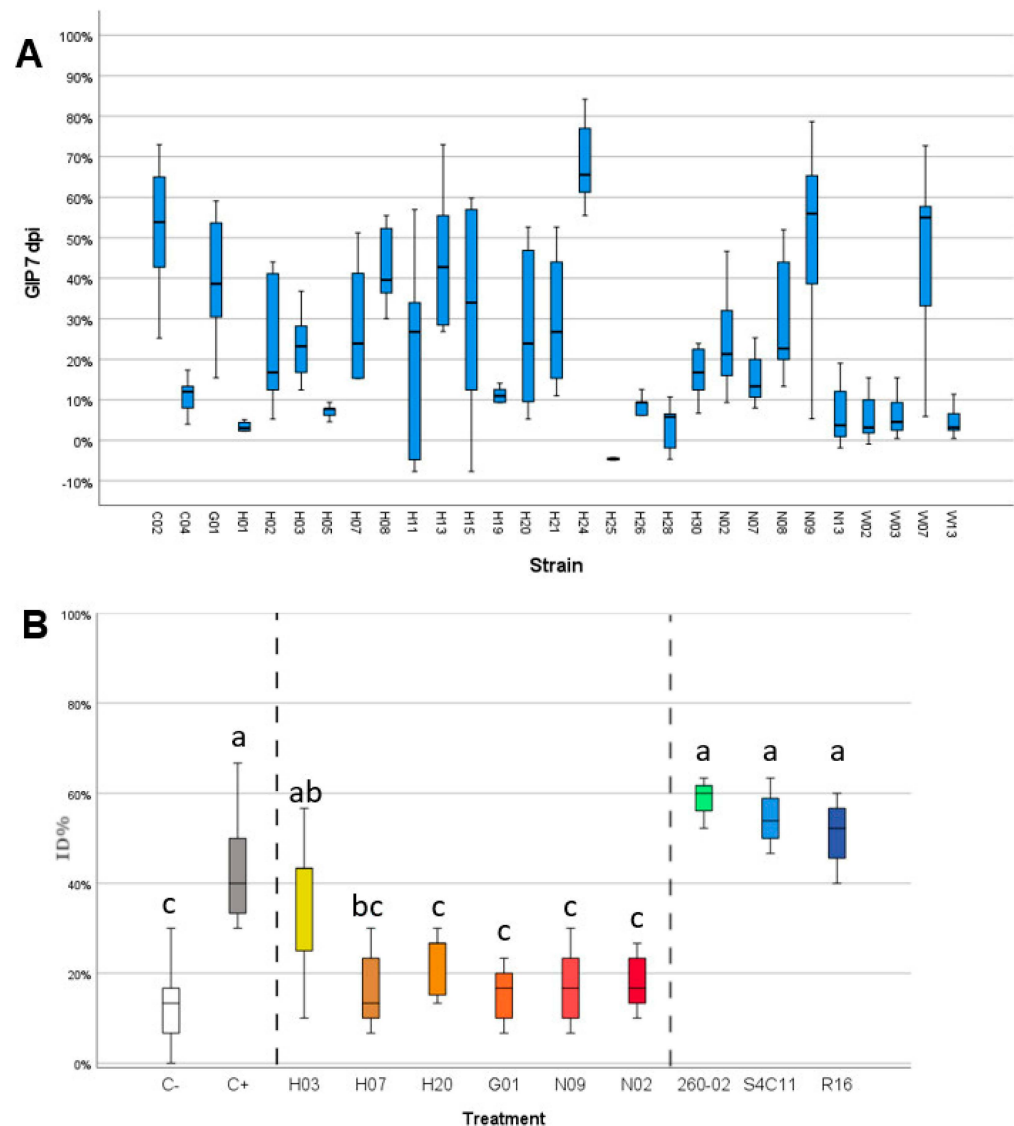 A
100%
90%
80%
70%
60%
50%
40%
30%
20%
10%
0%
-10%
GIP 7 dpi
C02 C04 G01 H01 H02 H03 H05 H07 H08 H11 H13 H15 H19 H20 H21 H24 H25 H26 H28 H30 N02 N07 N08 N09 N13 W02 W03 W07 W13
Strain
B
100%
80%
60%
40%
20%
0%
ID%
c a ab bc c c c c a a a
C- C+ H03 H07 H20 G01 N09 N02 260-02 S4C11 R16
Treatment